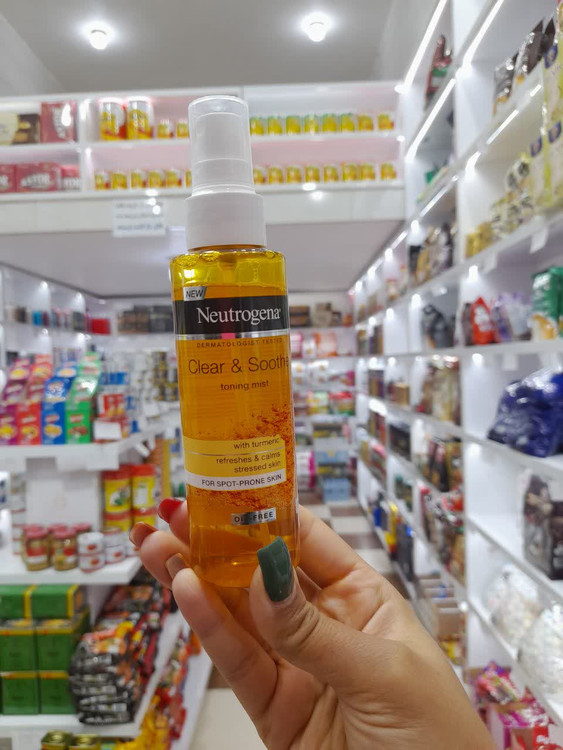 NEW
Neutrogena®
DERMATOLOGIST TESTED
Clear & Soothe
toning mist
with turmeric
refreshes & calms
stressed skin
FOR SPOT-PRONE SKIN
OIL-FREE